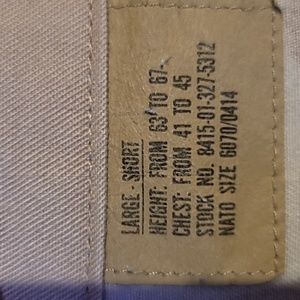 LARGE - SHORT
HEIGHT: FROM 63 TO 67
CHEST: FROM 41 TO 45
STOCK NO. 8415-01-327-5312
NATO SIZE 6070/0414